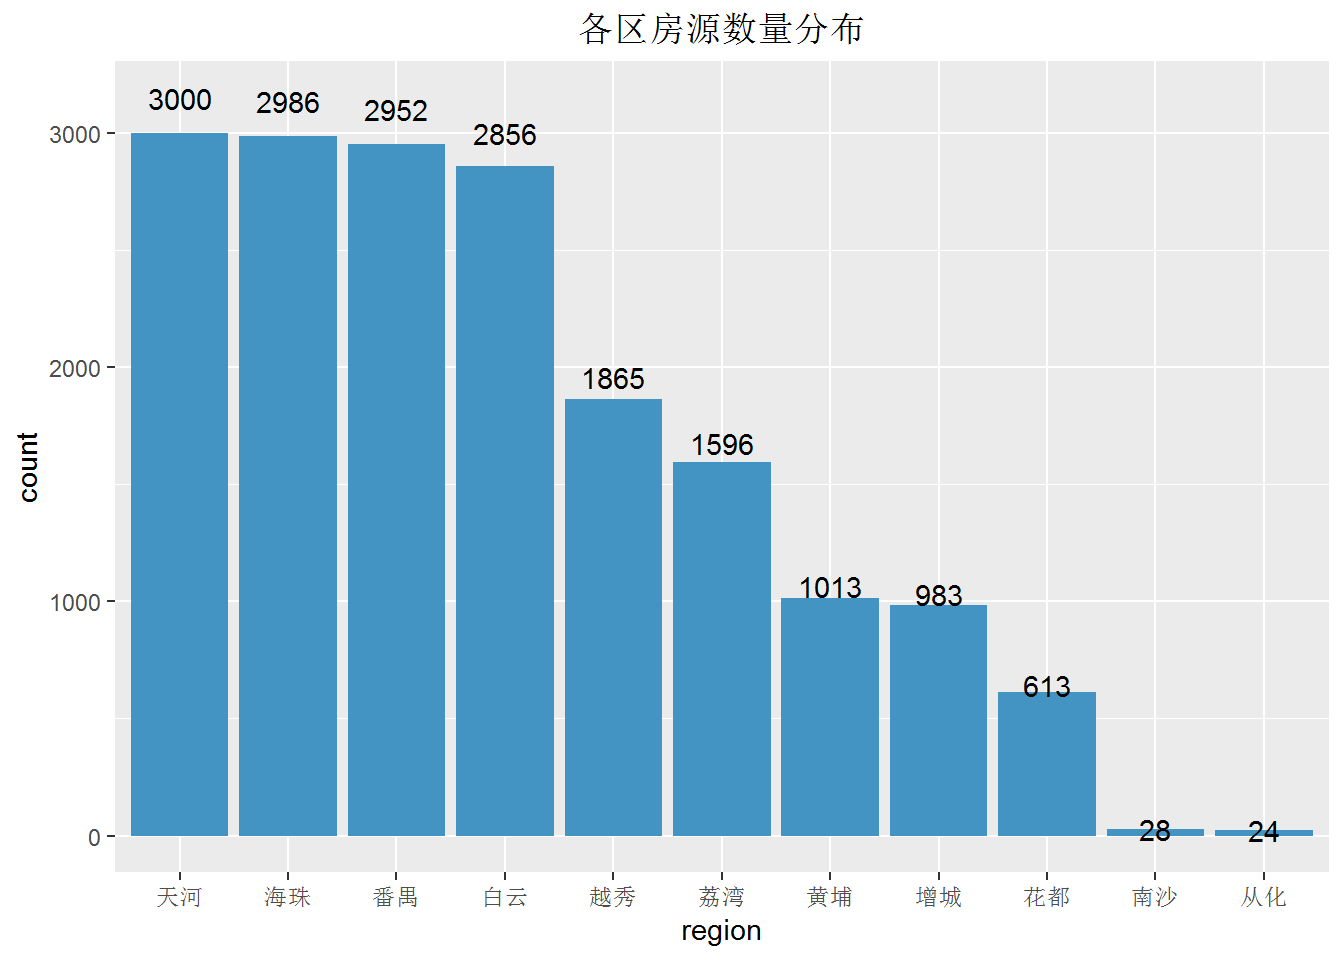 各区房源数量分布
3000 2986 2952 2856 1865 1596 1013 983 613 28 24
3000
2000
1000
0
count
天河 海珠 番禺 白云 越秀 荔湾 黄埔 增城 花都 南沙 从化
region